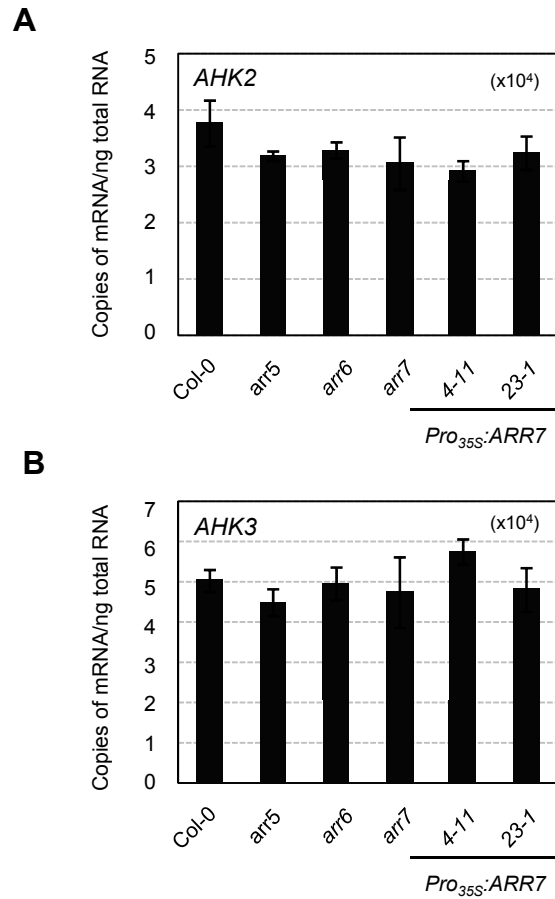 A
AHK2
(x10⁴)
Copies of mRNA/ng total RNA
5
4
3
2
1
0
Col-0
arr5
arr6
arr7
4-11
23-1
Pro35S:ARR7
B
AHK3
(x10⁴)
Copies of mRNA/ng total RNA
7
6
5
4
3
2
1
0
Col-0
arr5
arr6
arr7
4-11
23-1
Pro35S:ARR7